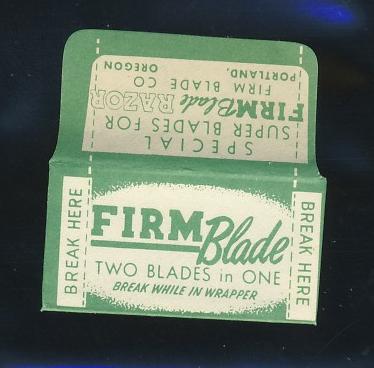 SPECIAL
SUPER BLADES FOR
FIRM Blade RAZOR
FIRM BLADE CO
PORTLAND, OREGON
BREAK HERE
FIRM Blade
TWO BLADES in ONE
BREAK WHILE IN WRAPPER
BREAK HERE